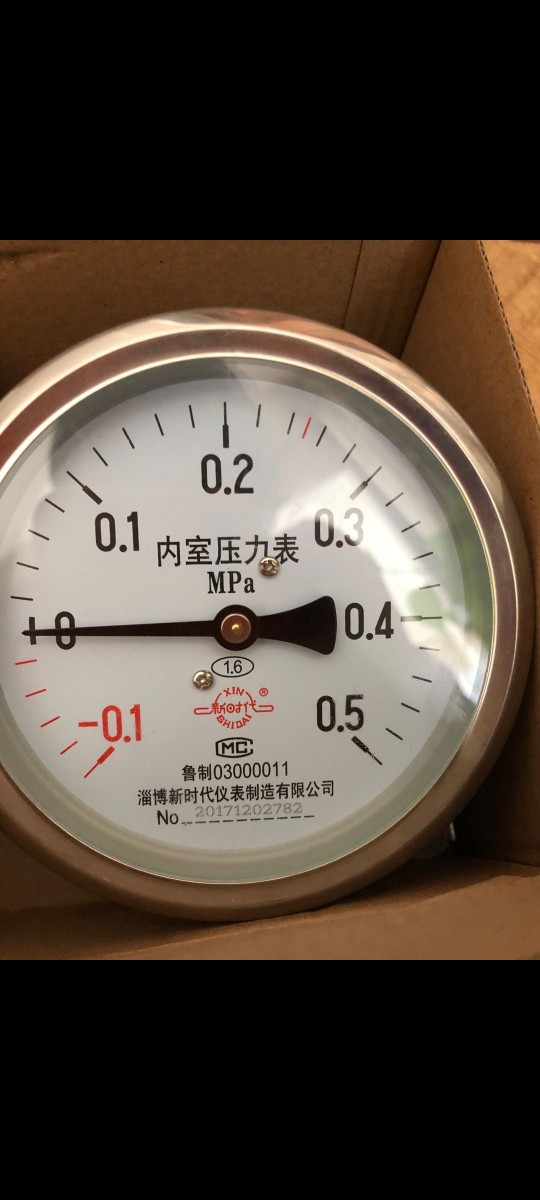 0.2
0.1
0.3
内室压力表
MPa
0
0.4
1.6
XIN
新时代®
SHIDAI
-0.1
0.5
MC
鲁制03000011
淄博新时代仪表制造有限公司
No 20171202782